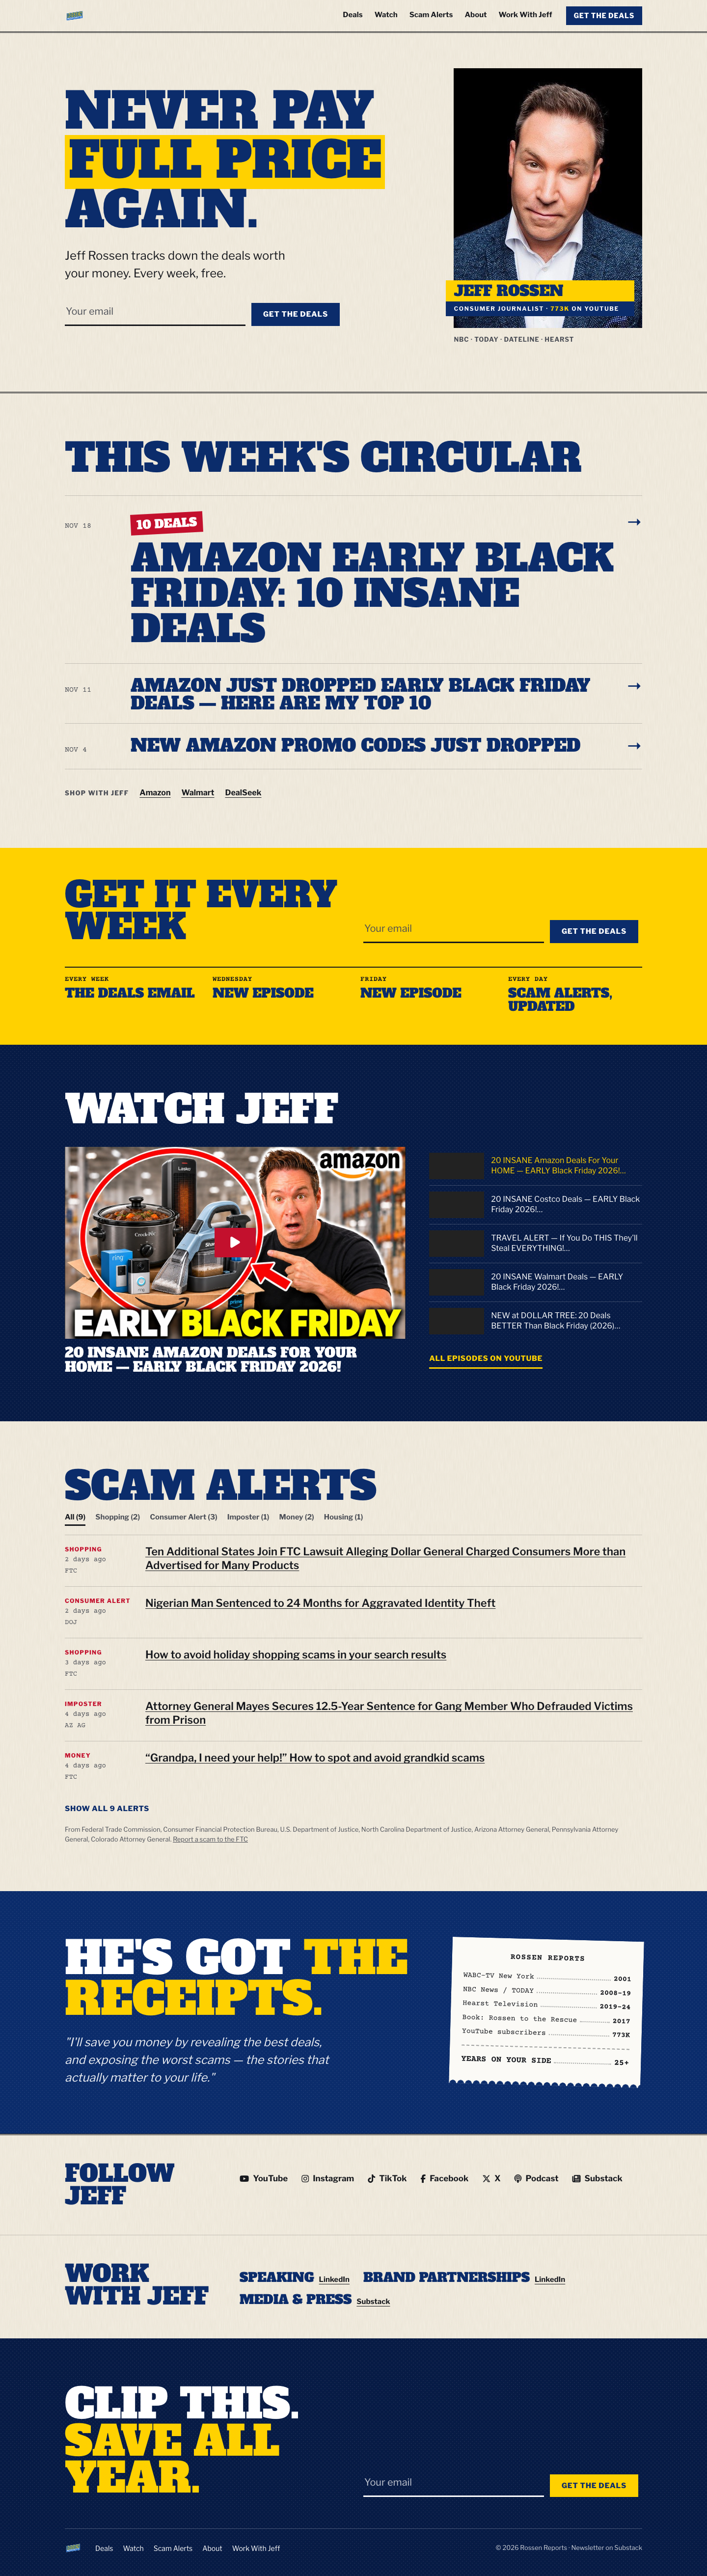 Deals Watch Scam Alerts About Work With Jeff GET THE DEALS
NEVER PAY
FULL PRICE
AGAIN.
Jeff Rossen tracks down the deals worth
your money. Every week, free.
Your email GET THE DEALS
JEFF ROSSEN
CONSUMER JOURNALIST · 773K ON YOUTUBE
NBC · TODAY · DATELINE · HEARST
THIS WEEK'S CIRCULAR
NOV 18
10 DEALS
AMAZON EARLY BLACK
FRIDAY: 10 INSANE
DEALS
NOV 11
AMAZON JUST DROPPED EARLY BLACK FRIDAY
DEALS — HERE ARE MY TOP 10
NOV 4
NEW AMAZON PROMO CODES JUST DROPPED
SHOP WITH JEFF Amazon Walmart DealSeek
GET IT EVERY
WEEK
Your email GET THE DEALS
EVERY WEEK
THE DEALS EMAIL
WEDNESDAY
NEW EPISODE
FRIDAY
NEW EPISODE
EVERY DAY
SCAM ALERTS,
UPDATED
WATCH JEFF
amazon
Linsley
Crock-Pot
ring
prime
EARLY BLACK FRIDAY
20 INSANE AMAZON DEALS FOR YOUR
HOME — EARLY BLACK FRIDAY 2026!
20 INSANE Amazon Deals For Your
HOME — EARLY Black Friday 2026!...
20 INSANE Costco Deals — EARLY Black
Friday 2026!...
TRAVEL ALERT — If You Do THIS They'll
Steal EVERYTHING!...
20 INSANE Walmart Deals — EARLY
Black Friday 2026!...
NEW at DOLLAR TREE: 20 Deals
BETTER Than Black Friday (2026)...
ALL EPISODES ON YOUTUBE
SCAM ALERTS
All (9) Shopping (2) Consumer Alert (3) Imposter (1) Money (2) Housing (1)
SHOPPING
2 days ago
FTC
Ten Additional States Join FTC Lawsuit Alleging Dollar General Charged Consumers More than
Advertised for Many Products
CONSUMER ALERT
2 days ago
DOJ
Nigerian Man Sentenced to 24 Months for Aggravated Identity Theft
SHOPPING
3 days ago
FTC
How to avoid holiday shopping scams in your search results
IMPOSTER
4 days ago
AZ AG
Attorney General Mayes Secures 12.5-Year Sentence for Gang Member Who Defrauded Victims
from Prison
MONEY
4 days ago
FTC
“Grandpa, I need your help!” How to spot and avoid grandkid scams
SHOW ALL 9 ALERTS
From Federal Trade Commission, Consumer Financial Protection Bureau, U.S. Department of Justice, North Carolina Department of Justice, Arizona Attorney General, Pennsylvania Attorney
General, Colorado Attorney General. Report a scam to the FTC
HE'S GOT THE
RECEIPTS.
"I'll save you money by revealing the best deals,
and exposing the worst scams — the stories that
actually matter to your life."
ROSSEN REPORTS
WABC-TV New York 2001
NBC News / TODAY 2008–19
Hearst Television 2019–24
Book: Rossen to the Rescue 2017
YouTube subscribers 773K
YEARS ON YOUR SIDE 25+
FOLLOW
JEFF
YouTube Instagram TikTok Facebook X Podcast Substack
WORK
WITH JEFF
SPEAKING LinkedIn BRAND PARTNERSHIPS LinkedIn
MEDIA & PRESS Substack
CLIP THIS.
SAVE ALL
YEAR.
Your email GET THE DEALS
Deals Watch Scam Alerts About Work With Jeff
© 2026 Rossen Reports · Newsletter on Substack